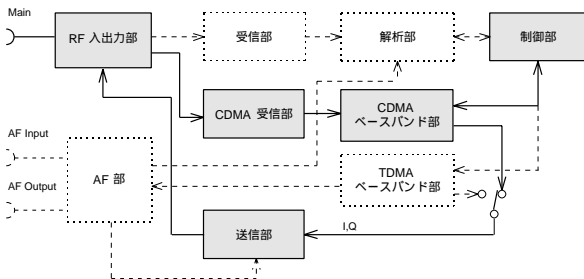 Main
RF 入出力部
受信部
解析部
制御部
CDMA 受信部
CDMA
ベースバンド部
AF Input
AF 部
TDMA
ベースバンド部
AF Output
送信部
I,Q